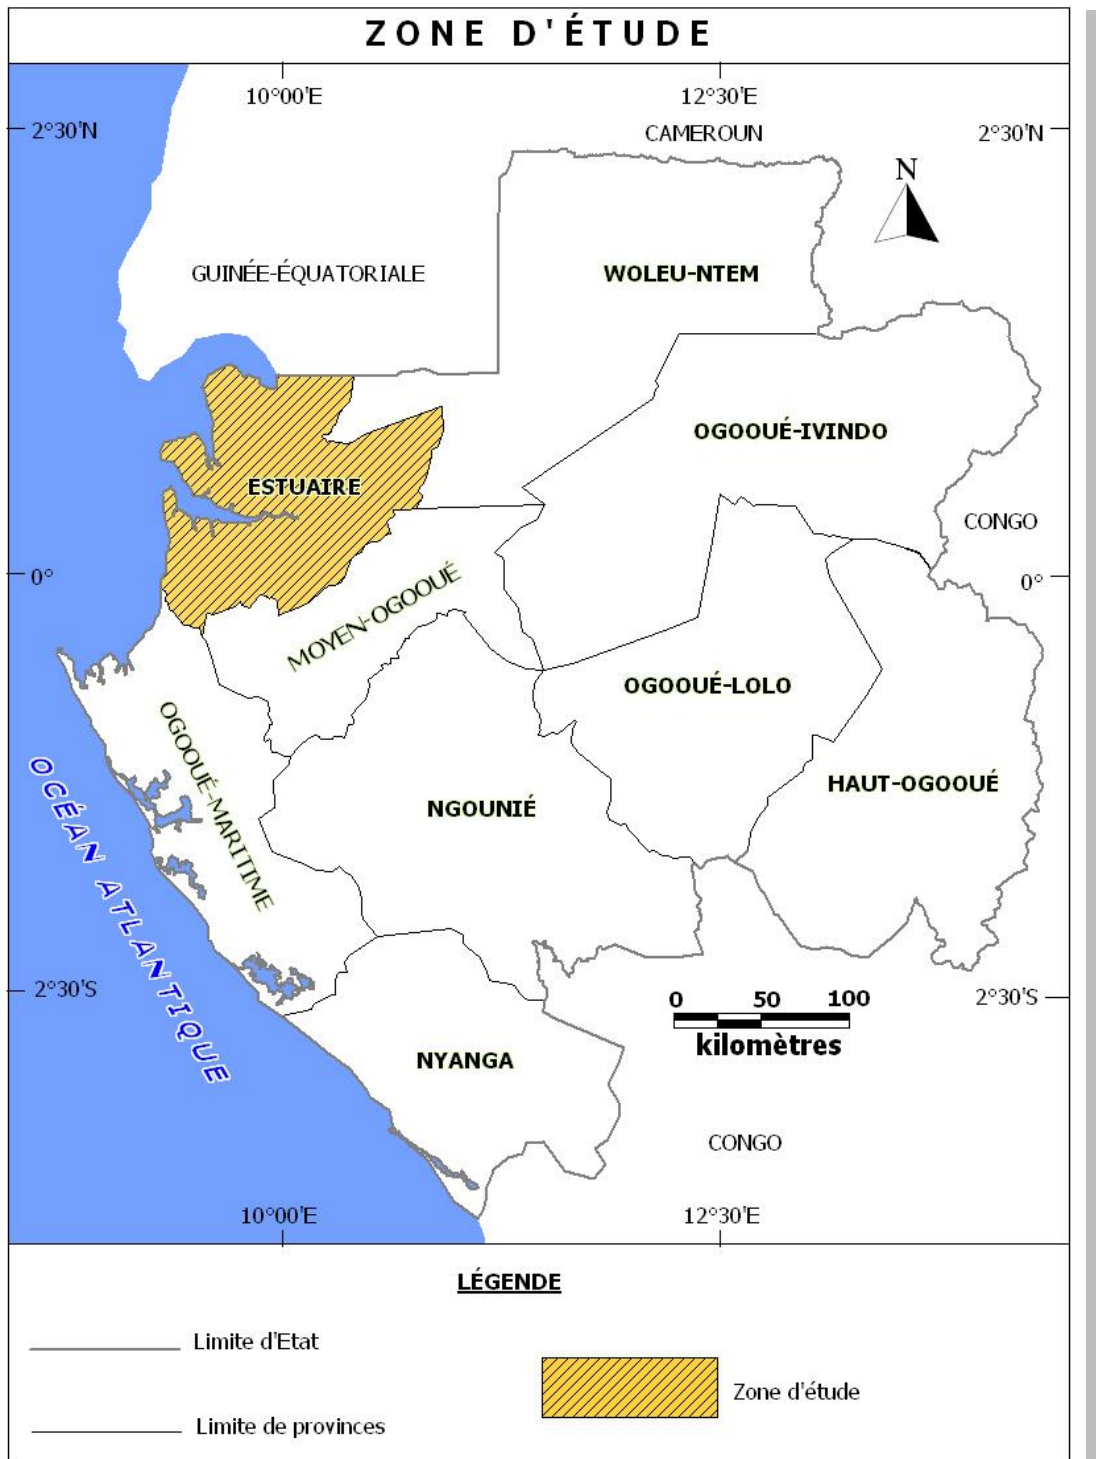 ZONE D'ÉTUDE
10°00'E
12°30'E
2°30'N
CAMEROUN
2°30'N
N
GUINÉE-ÉQUATORIALE
WOLEU-NTEM
OGOOUÉ-IVINDO
ESTUAIRE
CONGO
0°
MOYEN-OGOOUÉ
0°
OGOOUÉ-LOLO
OGOOUÉ-MARITIME
HAUT-OGOOUÉ
NGOUNIÉ
OCÉAN ATLANTIQUE
2°30'S
0 50 100
2°30'S
kilomètres
NYANGA
CONGO
10°00'E
12°30'E
LÉGENDE
Limite d'Etat
Zone d'étude
Limite de provinces